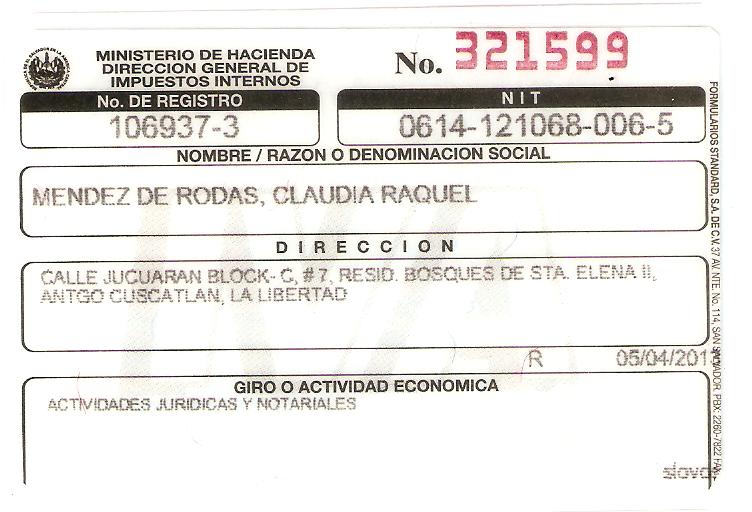 MINISTERIO DE HACIENDA
DIRECCION GENERAL DE
IMPUESTOS INTERNOS
No. 321599
No. DE REGISTRO
106937-3
NIT
0614-121068-006-5
NOMBRE / RAZON O DENOMINACION SOCIAL
MENDEZ DE RODAS, CLAUDIA RAQUEL
DIRECCION
CALLE JUCUARAN BLOCK- C, #7, RESID. BOSQUES DE STA. ELENA II,
ANTGO CUSCATLAN, LA LIBERTAD
R 05/04/201
GIRO O ACTIVIDAD ECONOMICA
ACTIVIDADES JURIDICAS Y NOTARIALES
IVA
FORMULARIOS STANDARD, S.A. DE C.V. 37 AV. NTE. No. 114, SAN SALVADOR. PBX: 2260-7822 FAX